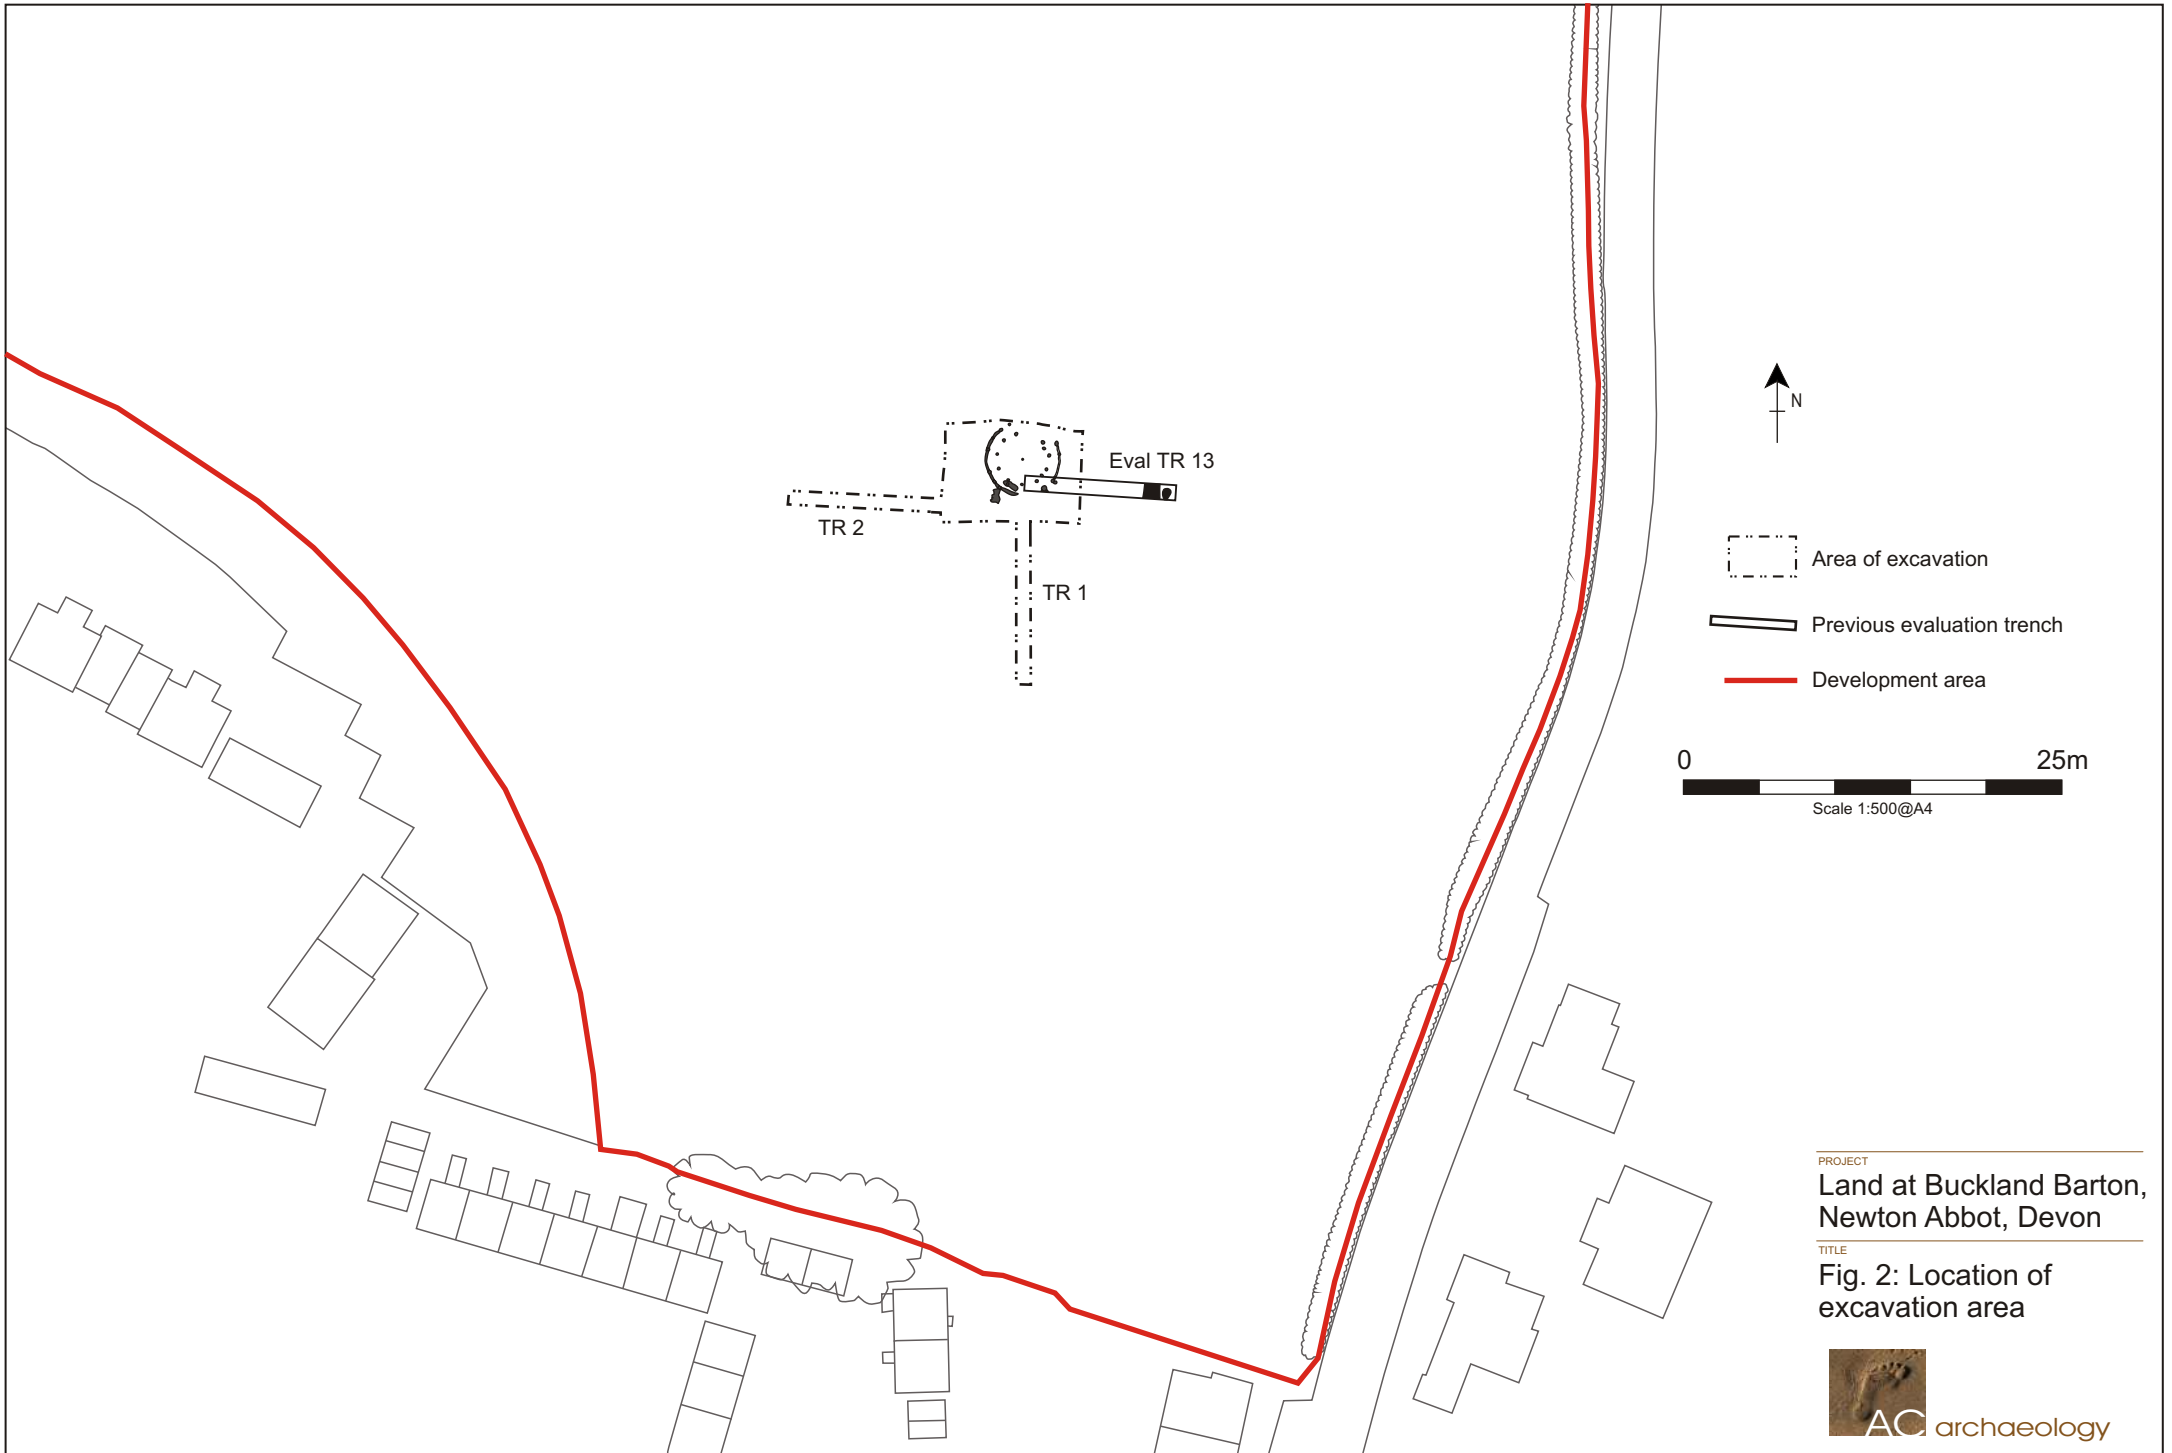 Eval TR 13
TR 2
TR 1
N
Area of excavation
Previous evaluation trench
Development area
0 25m
Scale 1:500@A4
PROJECT
Land at Buckland Barton,
Newton Abbot, Devon
TITLE
Fig. 2: Location of
excavation area
AC archaeology